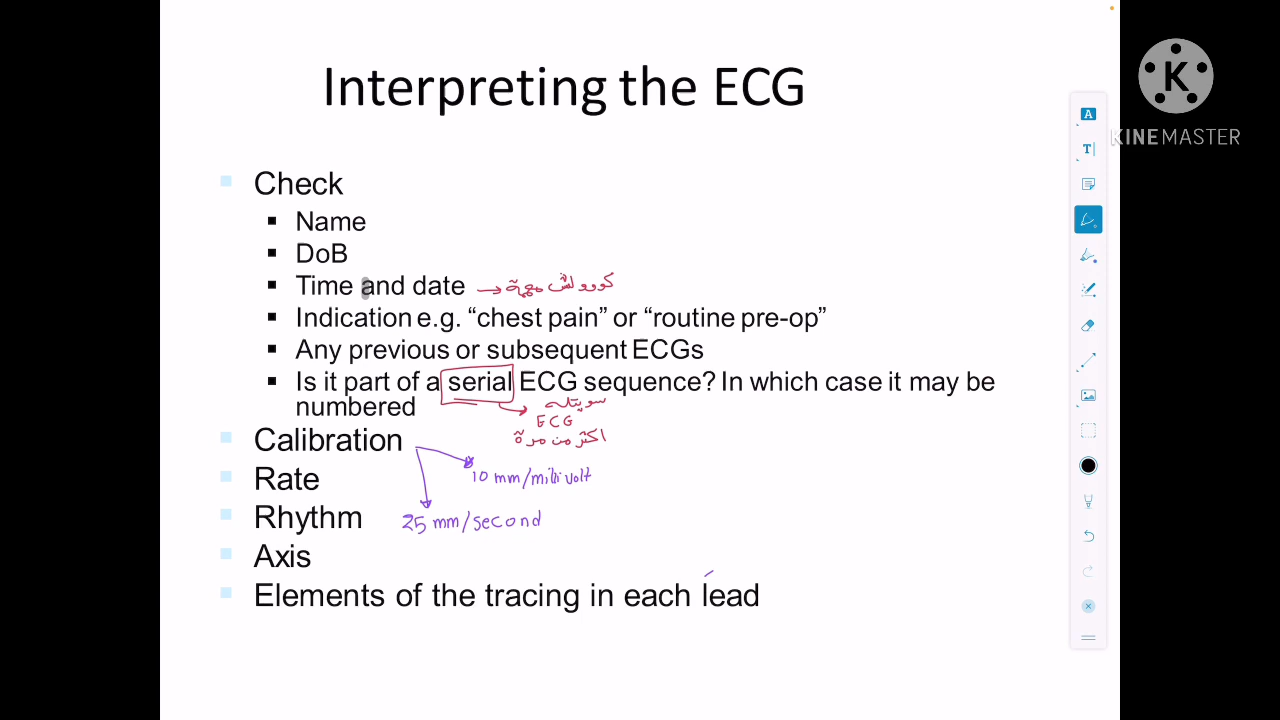 Interpreting the ECG
KINEMASTER
Check
Name
DoB
Time and date → كووولش مهمة
Indication e.g. “chest pain” or “routine pre-op”
Any previous or subsequent ECGs
Is it part of a serial ECG sequence? In which case it may be
numbered
سويتله
ECG
اكثر من مرة
Calibration
10 mm/milivolt
Rate
Rhythm
25 mm/second
Axis
Elements of the tracing in each lead